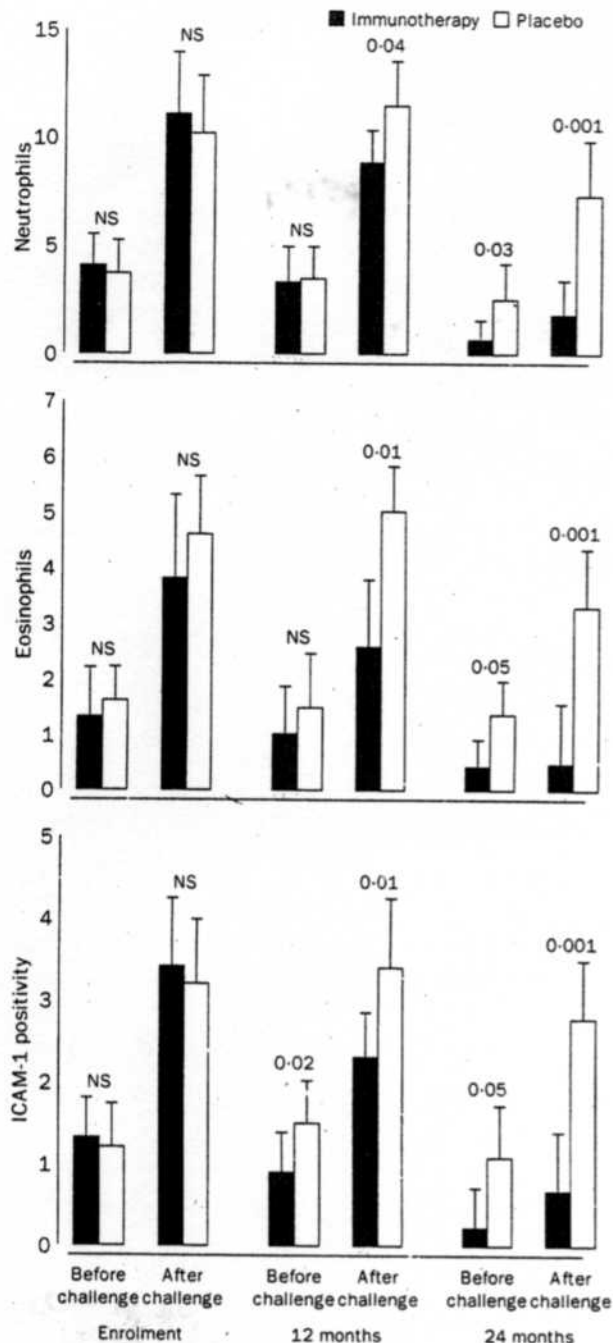 Immunotherapy Placebo
15
10
5
0
Neutrophils
NS
NS
NS
0·04
0·03
0·001
7
6
5
4
3
2
1
0
Eosinophils
NS
NS
NS
0·01
0·05
0·001
5
4
3
2
1
0
ICAM-1 positivity
NS
NS
0·02
0·01
0·05
0·001
Before After Before After Before After
challenge challenge challenge challenge challenge challenge
Enrolment 12 months 24 months